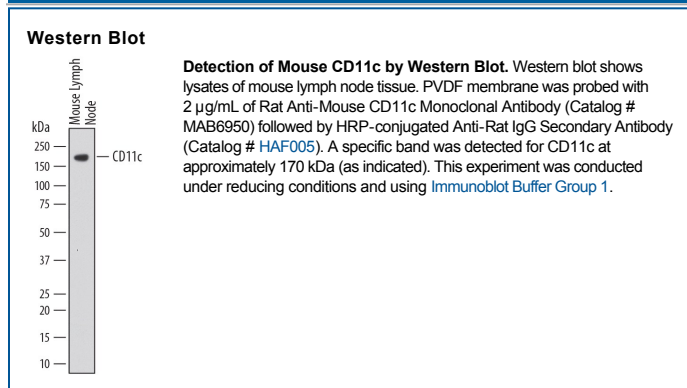 Western Blot
Mouse Lymph
Node
kDa
250
150
100
75
50
37
25
20
15
10
CD11c
Detection of Mouse CD11c by Western Blot. Western blot shows
lysates of mouse lymph node tissue. PVDF membrane was probed with
2 µg/mL of Rat Anti-Mouse CD11c Monoclonal Antibody (Catalog #
MAB6950) followed by HRP-conjugated Anti-Rat IgG Secondary Antibody
(Catalog # HAF005). A specific band was detected for CD11c at
approximately 170 kDa (as indicated). This experiment was conducted
under reducing conditions and using Immunoblot Buffer Group 1.